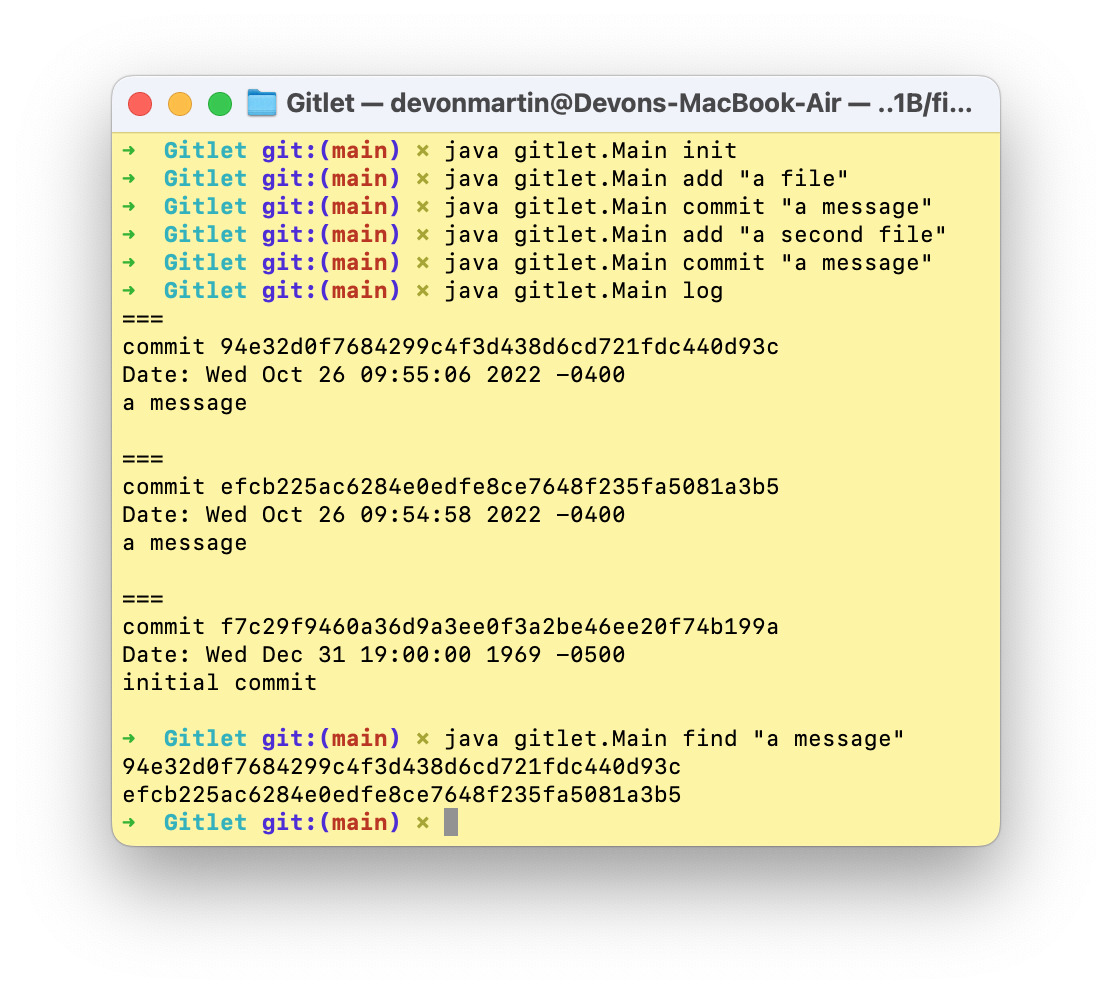 Gitlet — devonmartin@Devons-MacBook-Air — ..1B/fi...
➜  Gitlet git:(main) × java gitlet.Main init
➜  Gitlet git:(main) × java gitlet.Main add "a file"
➜  Gitlet git:(main) × java gitlet.Main commit "a message"
➜  Gitlet git:(main) × java gitlet.Main add "a second file"
➜  Gitlet git:(main) × java gitlet.Main commit "a message"
➜  Gitlet git:(main) × java gitlet.Main log
===
commit 94e32d0f7684299c4f3d438d6cd721fdc440d93c
Date: Wed Oct 26 09:55:06 2022 -0400
a message

===
commit efcb225ac6284e0edfe8ce7648f235fa5081a3b5
Date: Wed Oct 26 09:54:58 2022 -0400
a message

===
commit f7c29f9460a36d9a3ee0f3a2be46ee20f74b199a
Date: Wed Dec 31 19:00:00 1969 -0500
initial commit

➜  Gitlet git:(main) × java gitlet.Main find "a message"
94e32d0f7684299c4f3d438d6cd721fdc440d93c
efcb225ac6284e0edfe8ce7648f235fa5081a3b5
➜  Gitlet git:(main) ×